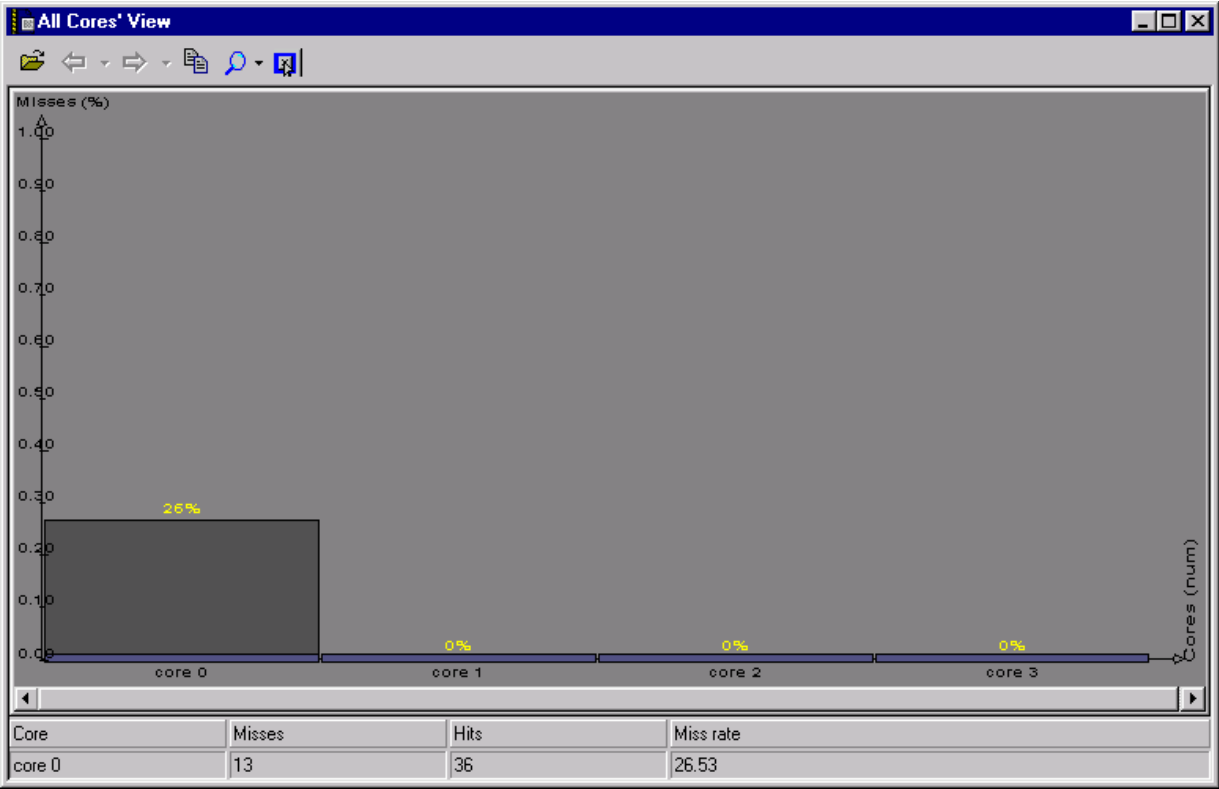 All Cores' View
Misses (%)
1.00
0.90
0.80
0.70
0.60
0.50
0.40
0.30
26%
0.20
0.10
0.00
0%
0%
0%
Cores (num)
core 0
core 1
core 2
core 3
Core Misses Hits Miss rate
core 0 13 36 26.53